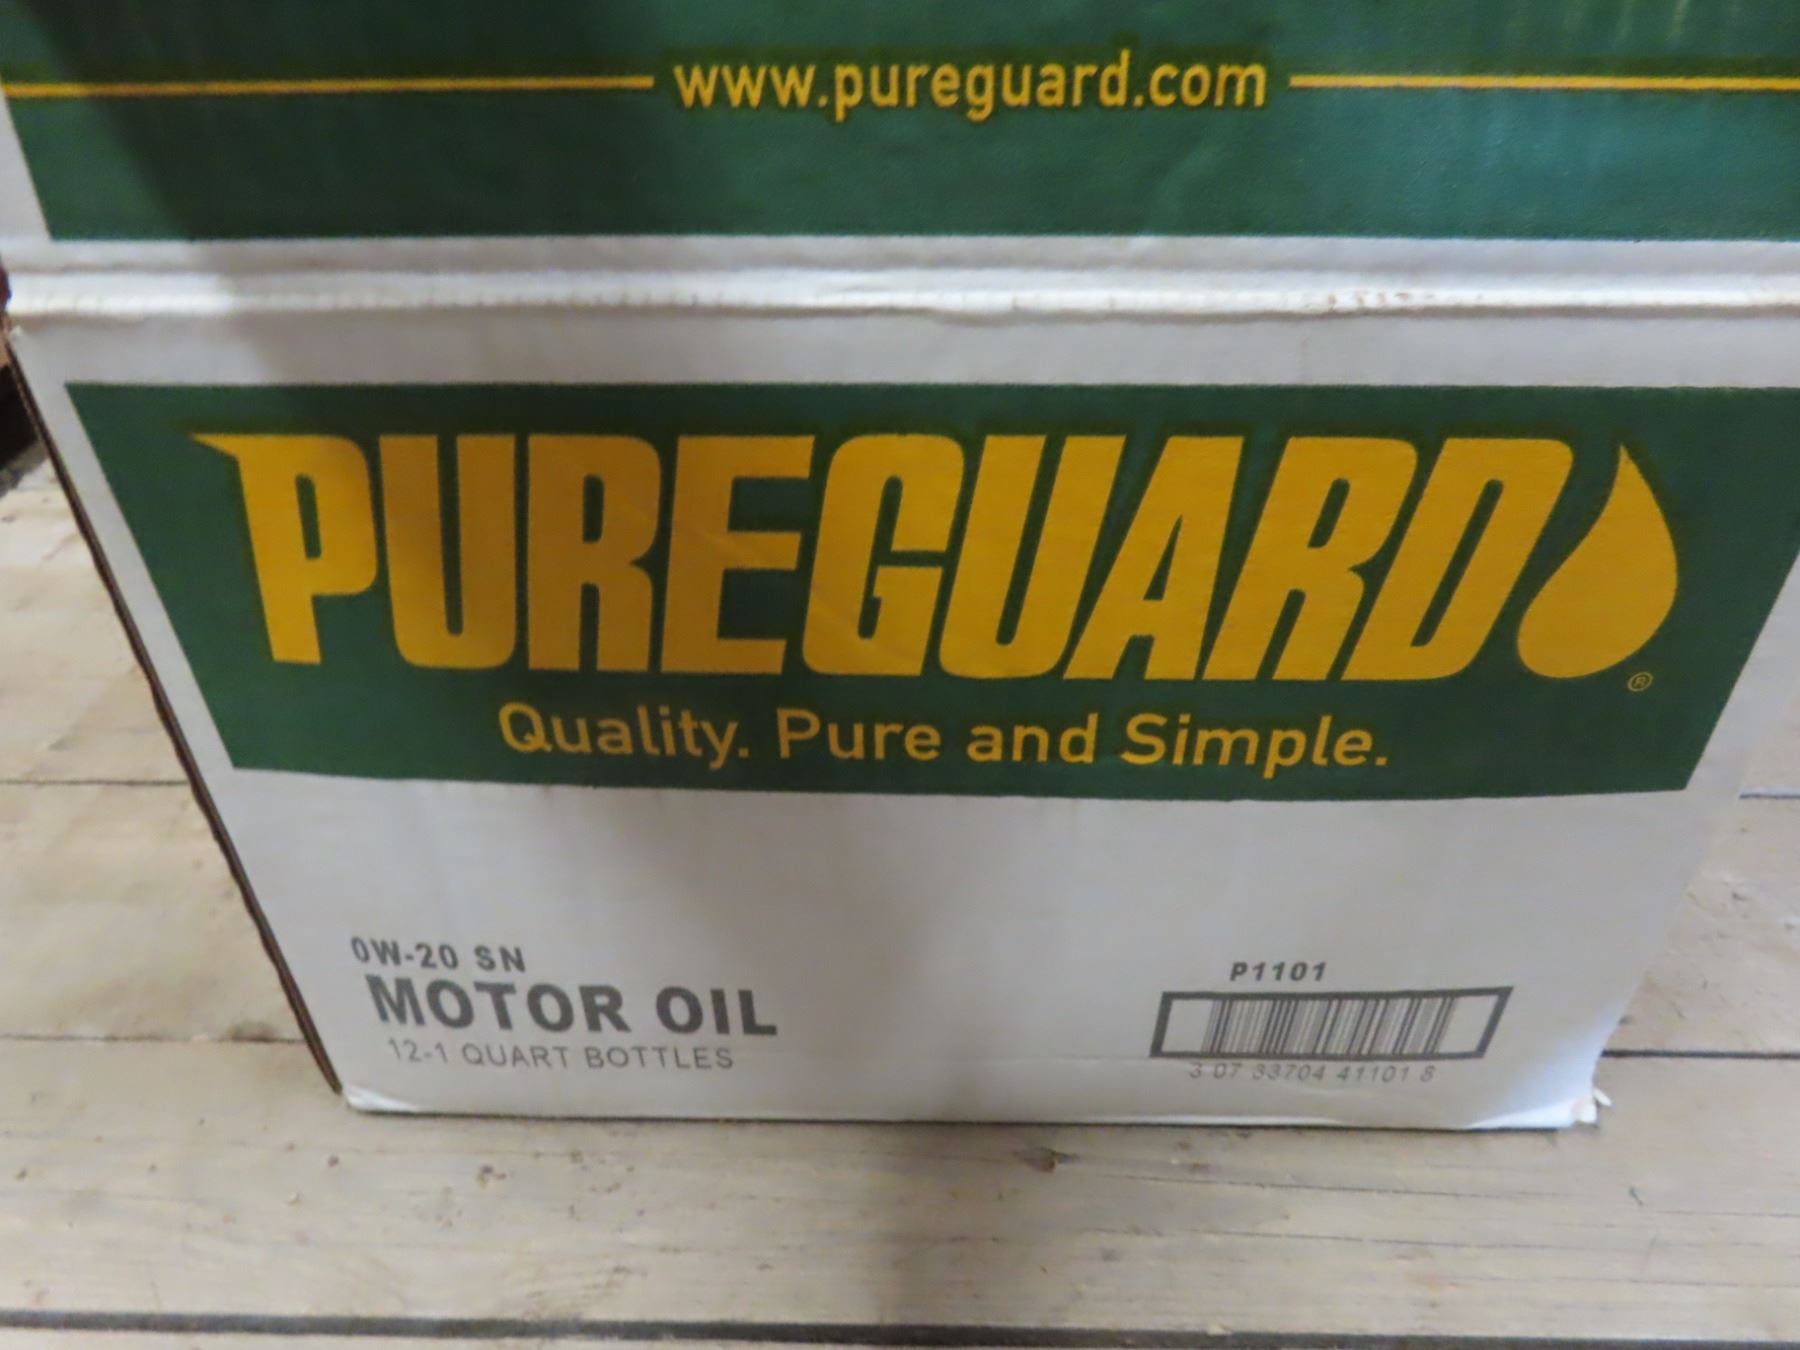 www.pureguard.com
PUREGUARD®
Quality. Pure and Simple.
0W-20 SN
MOTOR OIL
12-1 QUART BOTTLES
P1101
3 07 33704 41101 8